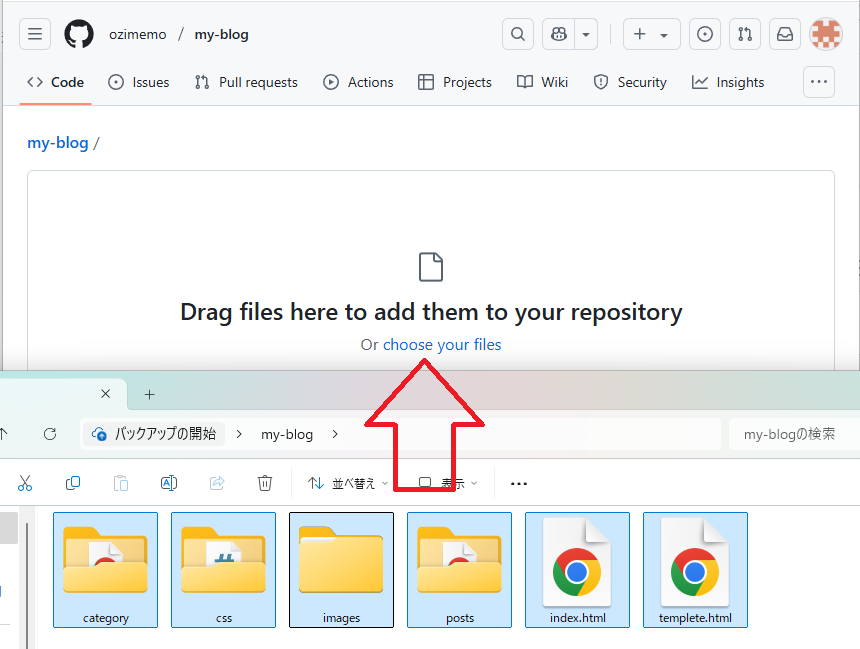 ozimemo / my-blog
Code Issues Pull requests Actions Projects Wiki Security Insights
my-blog /
Drag files here to add them to your repository
Or choose your files
バックアップの開始 my-blog my-blogの検索
並べ替え 表示
category css images posts index.html templete.html